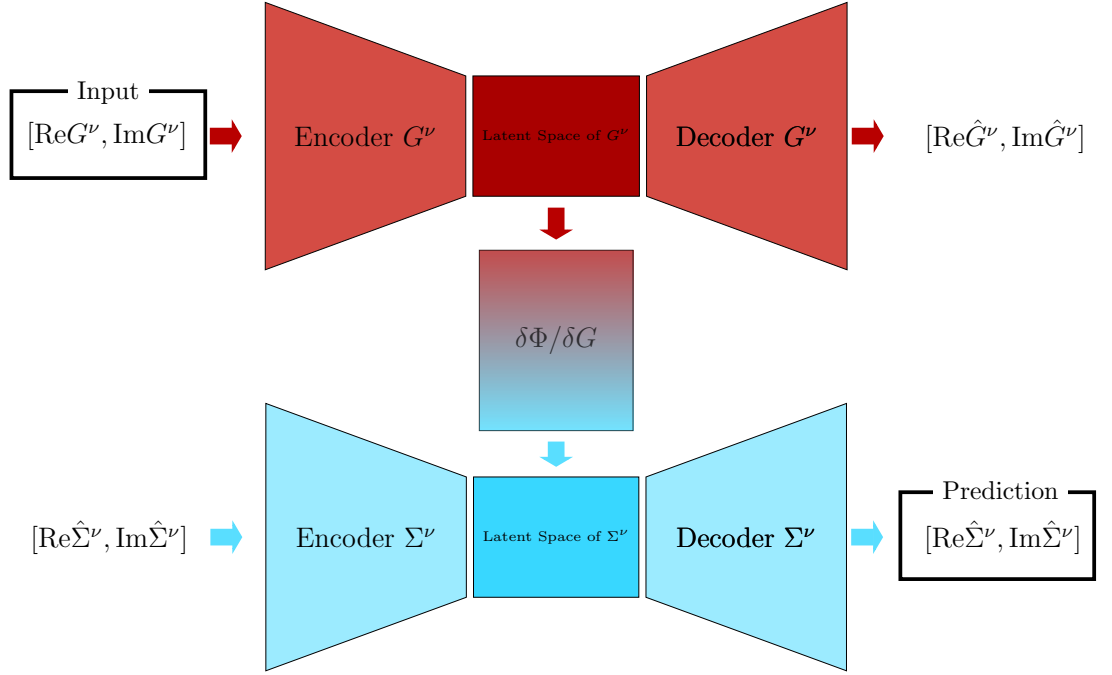 Input
[ReG^ν, ImG^ν]
Encoder G^ν
Latent Space of G^ν
Decoder G^ν
[ReĜ^ν, ImĜ^ν]
δΦ/δG
[ReΣ̂^ν, ImΣ̂^ν]
Encoder Σ^ν
Latent Space of Σ^ν
Decoder Σ^ν
Prediction
[ReΣ̂^ν, ImΣ̂^ν]